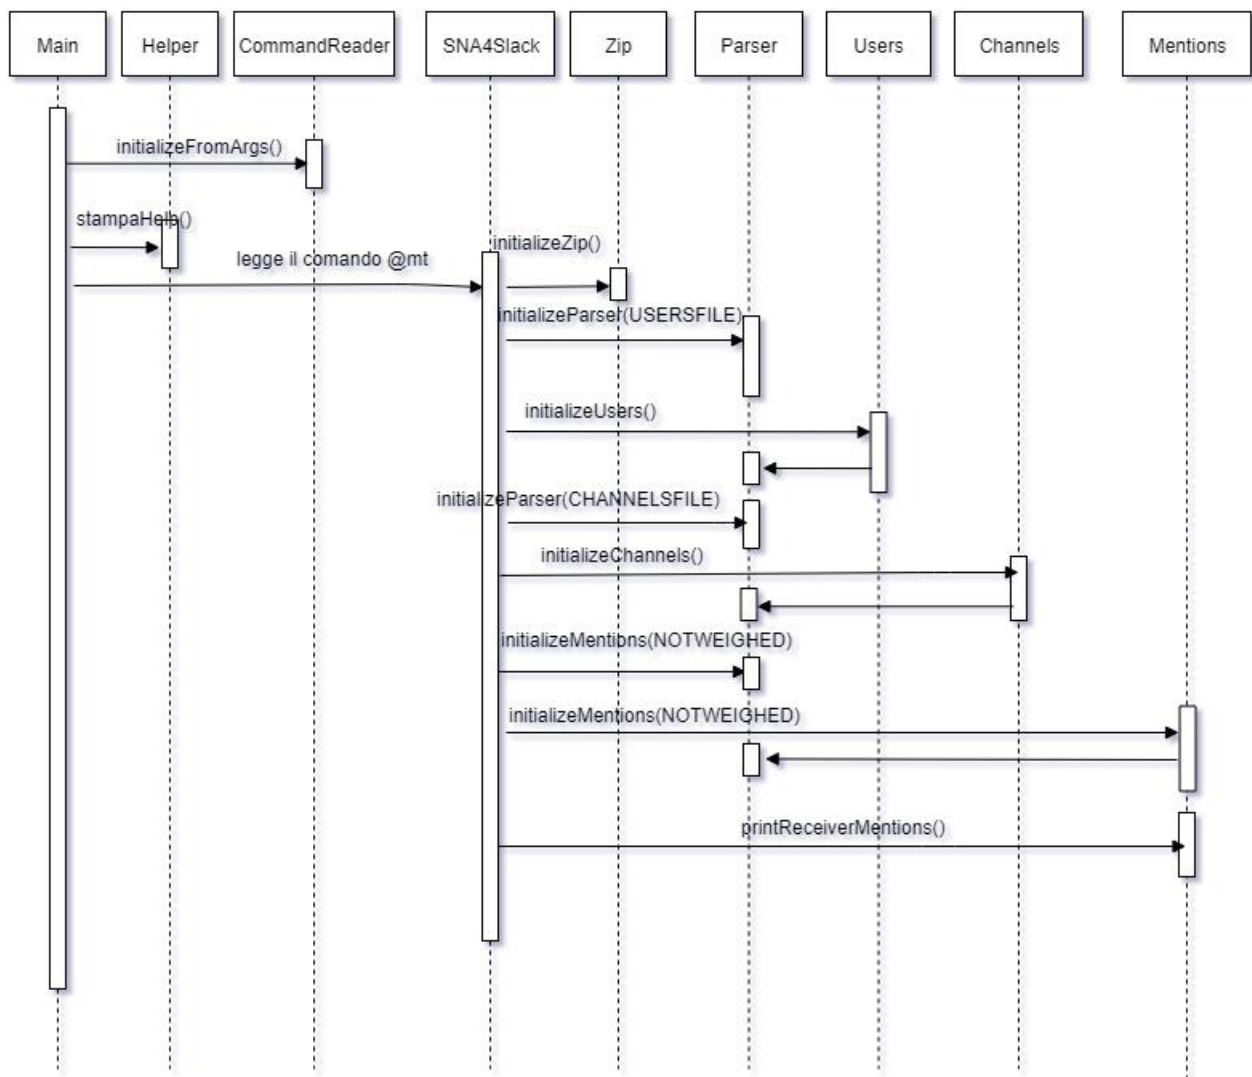 Main
Helper
CommandReader
SNA4Slack
Zip
Parser
Users
Channels
Mentions
initializeFromArgs()
stampaHelp()
initializeZip()
legge il comando @mt
initializeParser(USERSFILE)
initializeUsers()
initializeParser(CHANNELSFILE)
initializeChannels()
initializeMentions(NOTWEIGHED)
initializeMentions(NOTWEIGHED)
printReceiverMentions()